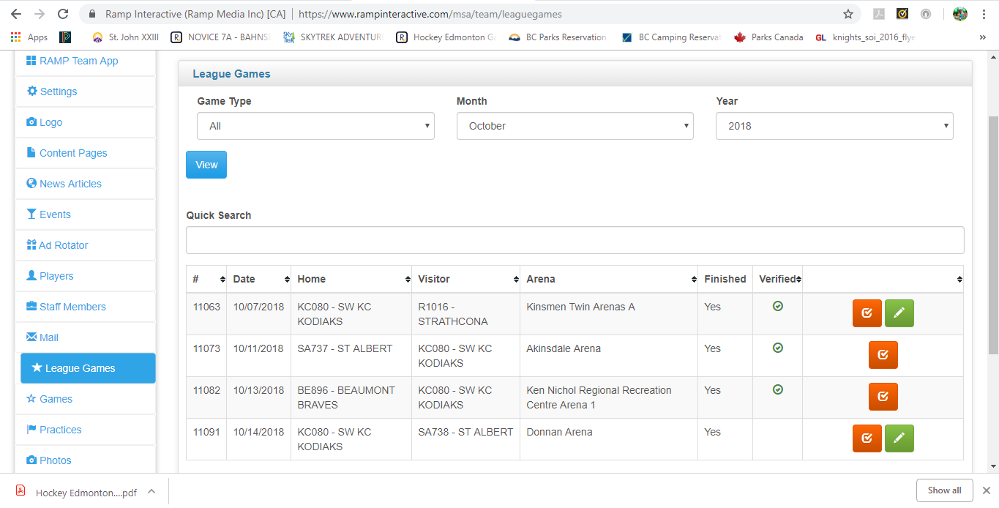 Ramp Interactive (Ramp Media Inc) [CA] | https://www.rampinteractive.com/msa/team/leaguegames
Apps St. John XXIII NOVICE 7A - BAHNS SKYTREK ADVENTUR Hockey Edmonton Ga BC Parks Reservation BC Camping Reserva Parks Canada GL knights_soi_2016_flye »
RAMP Team App
Settings
Logo
Content Pages
News Articles
Events
Ad Rotator
Players
Staff Members
Mail
League Games
Games
Practices
Photos
League Games
Game Type Month Year
All October 2018
View
Quick Search
# Date Home Visitor Arena Finished Verified
11063 10/07/2018 KC080 - SW KC R1016 - Kinsmen Twin Arenas A Yes
KODIAKS STRATHCONA
11073 10/11/2018 SA737 - ST ALBERT KC080 - SW KC Akinsdale Arena Yes
KODIAKS
11082 10/13/2018 BE896 - BEAUMONT KC080 - SW KC Ken Nichol Regional Recreation Yes
BRAVES KODIAKS Centre Arena 1
11091 10/14/2018 KC080 - SW KC SA738 - ST ALBERT Donnan Arena Yes
KODIAKS
Hockey Edmonton....pdf Show all